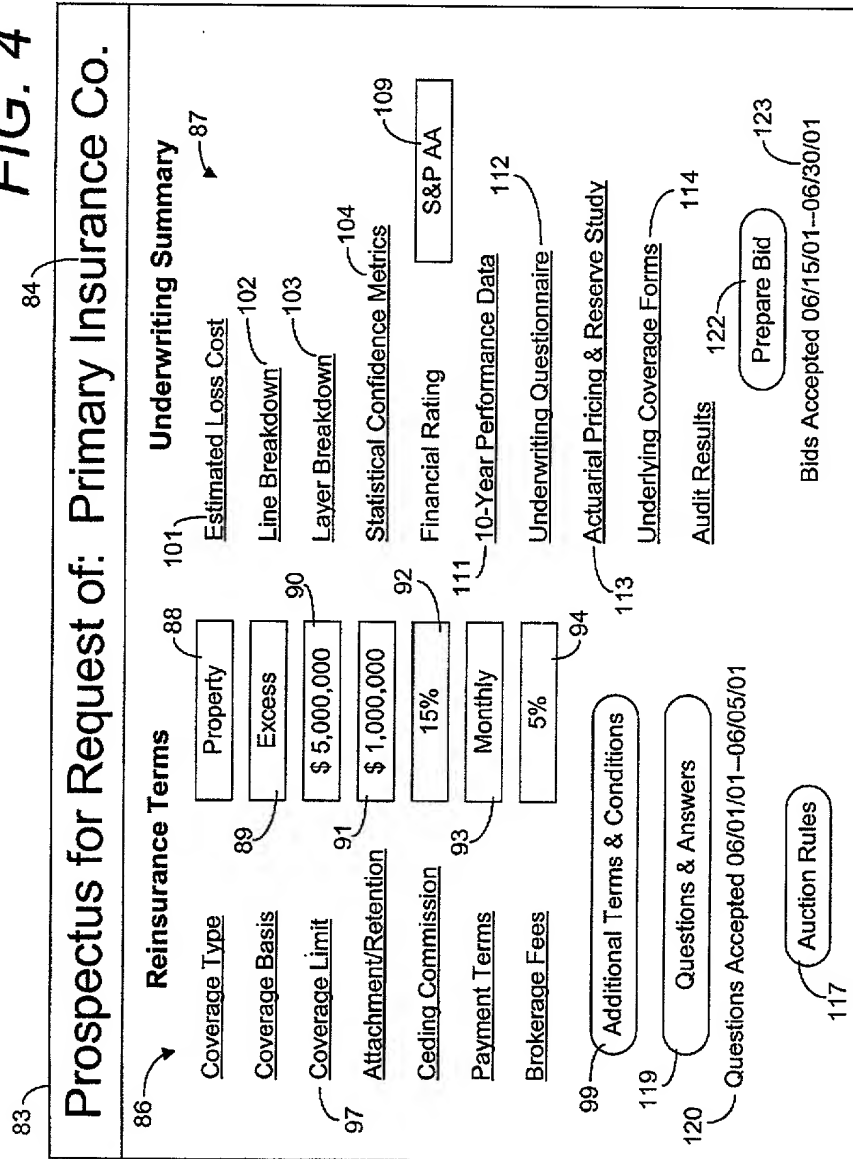 FIG. 4
83
84
Prospectus for Request of: Primary Insurance Co.
86
Reinsurance Terms
Underwriting Summary
87
Coverage Type
Property
88
101
Estimated Loss Cost
Coverage Basis
89
Excess
Line Breakdown
102
97
Coverage Limit
$ 5,000,000
90
Layer Breakdown
103
Attachment/Retention
91
$ 1,000,000
Statistical Confidence Metrics
104
Ceding Commission
15%
92
Financial Rating
S&P AA
109
Payment Terms
93
Monthly
111
10-Year Performance Data
Brokerage Fees
5%
94
Underwriting Questionnaire
112
99
Additional Terms & Conditions
113
Actuarial Pricing & Reserve Study
119
Questions & Answers
Underlying Coverage Forms
114
120
Questions Accepted 06/01/01--06/05/01
Audit Results
122
Prepare Bid
117
Auction Rules
Bids Accepted 06/15/01--06/30/01
123